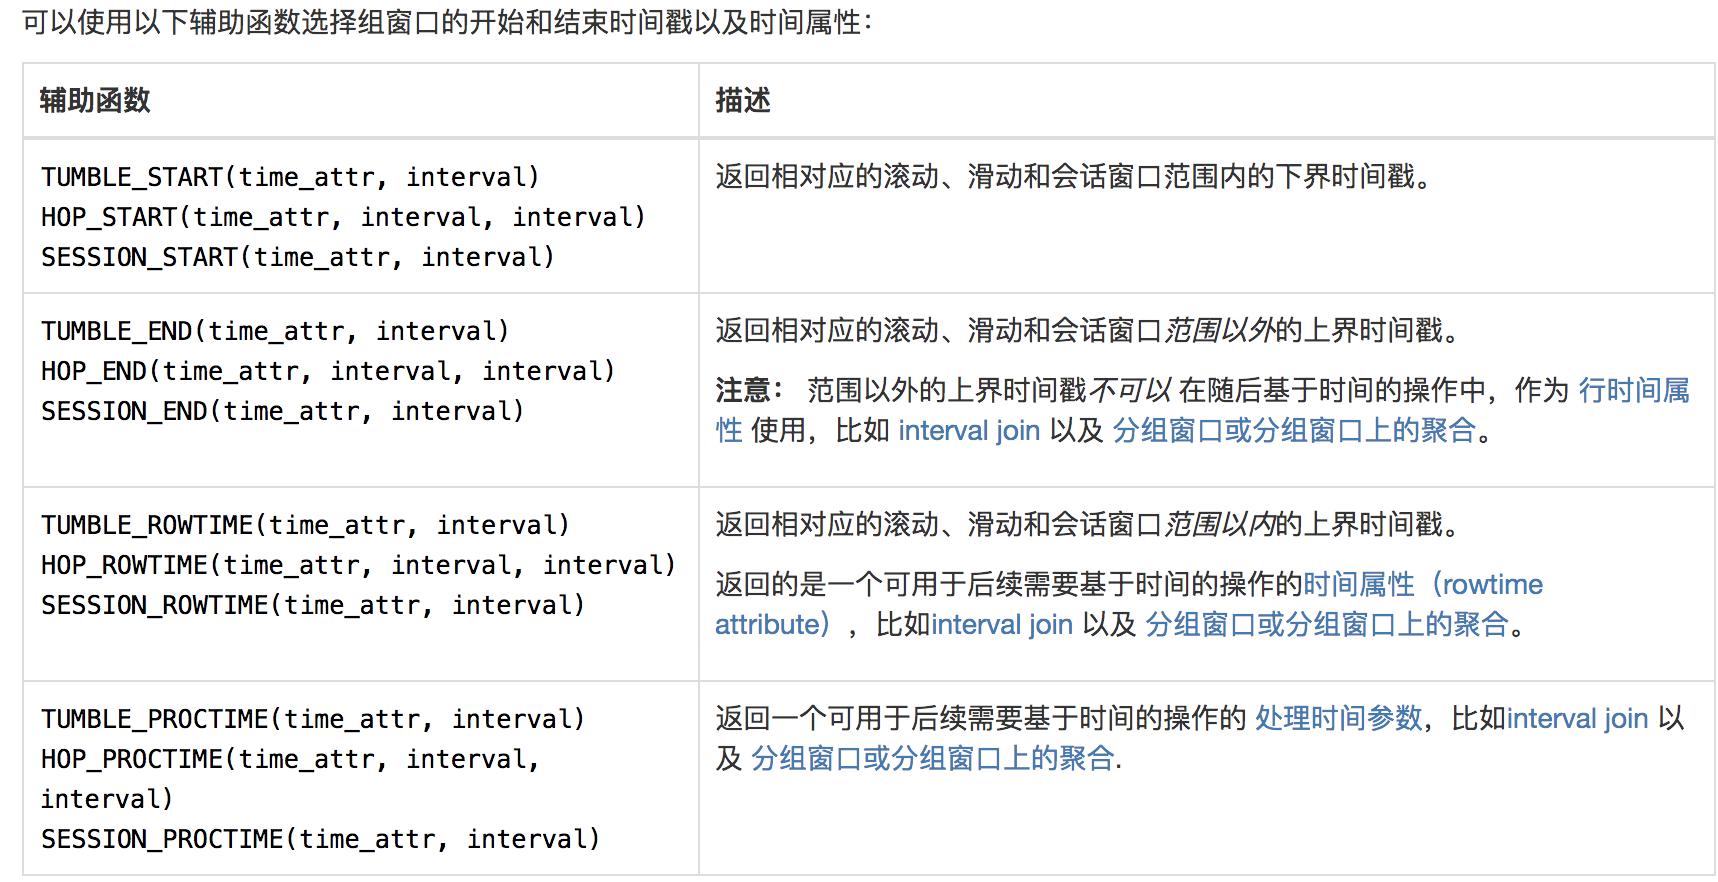 可以使用以下辅助函数选择组窗口的开始和结束时间戳以及时间属性：
辅助函数
描述
TUMBLE_START(time_attr, interval)
HOP_START(time_attr, interval, interval)
SESSION_START(time_attr, interval)
返回相对应的滚动、滑动和会话窗口范围内的下界时间戳。
TUMBLE_END(time_attr, interval)
HOP_END(time_attr, interval, interval)
SESSION_END(time_attr, interval)
返回相对应的滚动、滑动和会话窗口范围以外的上界时间戳。
注意： 范围以外的上界时间戳不可以 在随后基于时间的操作中，作为 行时间属
性 使用，比如 interval join 以及 分组窗口或分组窗口上的聚合。
TUMBLE_ROWTIME(time_attr, interval)
HOP_ROWTIME(time_attr, interval, interval)
SESSION_ROWTIME(time_attr, interval)
返回相对应的滚动、滑动和会话窗口范围以内的上界时间戳。
返回的是一个可用于后续需要基于时间的操作的时间属性（rowtime
attribute），比如interval join 以及 分组窗口或分组窗口上的聚合。
TUMBLE_PROCTIME(time_attr, interval)
HOP_PROCTIME(time_attr, interval,
interval)
SESSION_PROCTIME(time_attr, interval)
返回一个可用于后续需要基于时间的操作的 处理时间参数，比如interval join 以
及 分组窗口或分组窗口上的聚合.